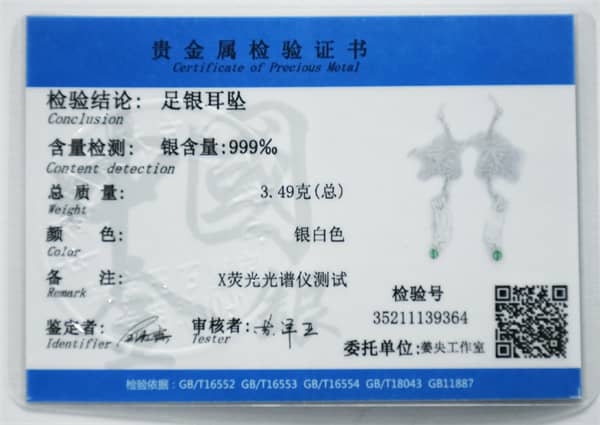 贵金属检验证书
Certificate of Precious Metal
检验结论: 足银耳坠
Conclusion
含量检测: 银含量:999‰
Content detection
总质量: 3.49克(总)
Weight
颜色: 银白色
Color
备注: X荧光光谱仪测试
Remark
检验号
35211139364
鉴定者:
Identifier
审核者:
Tester
委托单位:姜央工作室
检验依据: GB/T16552 GB/T16553 GB/T16554 GB/T18043 GB11887